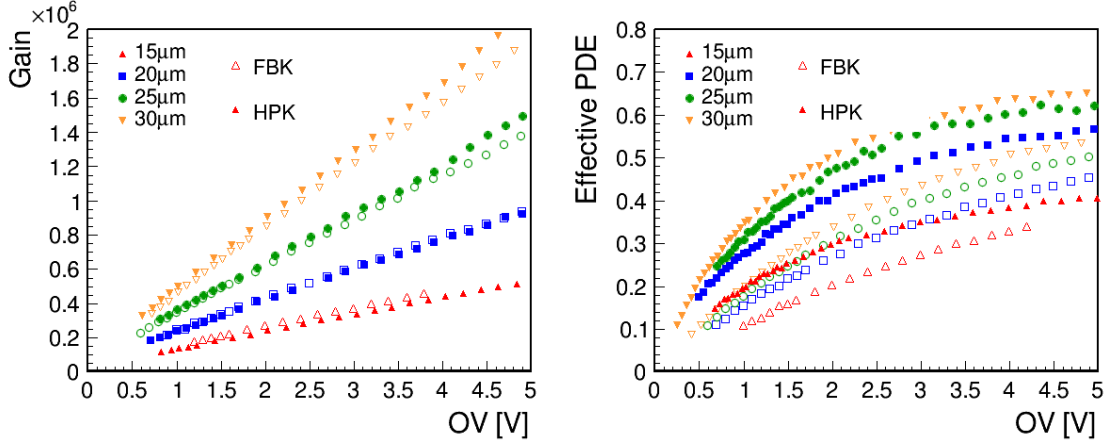 ×10⁶
Gain
2
1.8
1.6
1.4
1.2
1
0.8
0.6
0.4
0.2
0
15μm
20μm
25μm
30μm
FBK
HPK
0 0.5 1 1.5 2 2.5 3 3.5 4 4.5 5
OV [V]
Effective PDE
0.8
0.7
0.6
0.5
0.4
0.3
0.2
0.1
0
15μm
20μm
25μm
30μm
FBK
HPK
0 0.5 1 1.5 2 2.5 3 3.5 4 4.5 5
OV [V]